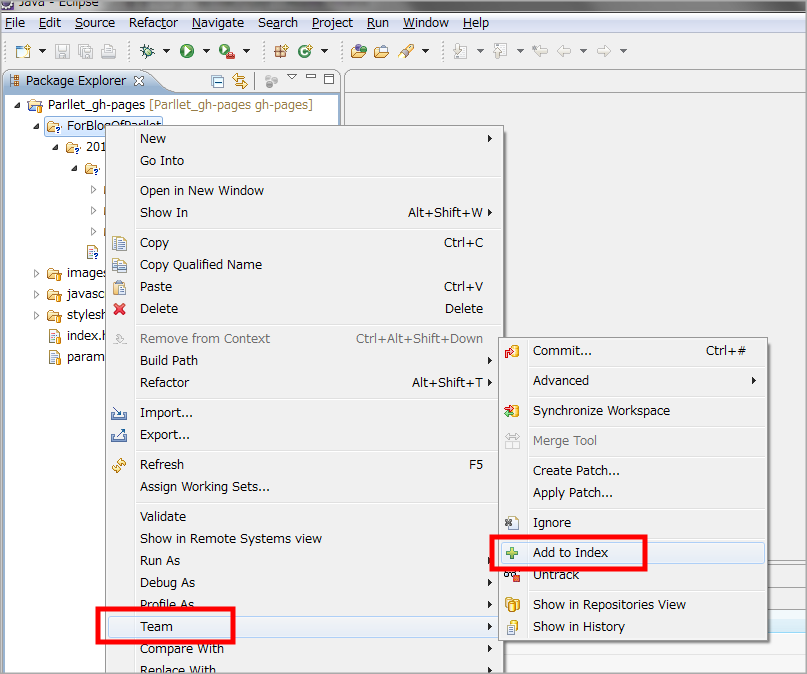 Java - Eclipse
File Edit Source Refactor Navigate Search Project Run Window Help
Package Explorer
Parllet_gh-pages [Parllet_gh-pages gh-pages]
ForBlogOfParllet
201
images
javasc
stylesh
index.h
param
New
Go Into
Open in New Window
Show In Alt+Shift+W
Copy Ctrl+C
Copy Qualified Name
Paste Ctrl+V
Delete Delete
Remove from Context Ctrl+Alt+Shift+Down
Build Path
Refactor Alt+Shift+T
Import...
Export...
Refresh F5
Assign Working Sets...
Validate
Show in Remote Systems view
Run As
Debug As
Profile As
Team
Compare With
Replace With
Commit... Ctrl+#
Advanced
Synchronize Workspace
Merge Tool
Create Patch...
Apply Patch...
Ignore
Add to Index
Untrack
Show in Repositories View
Show in History